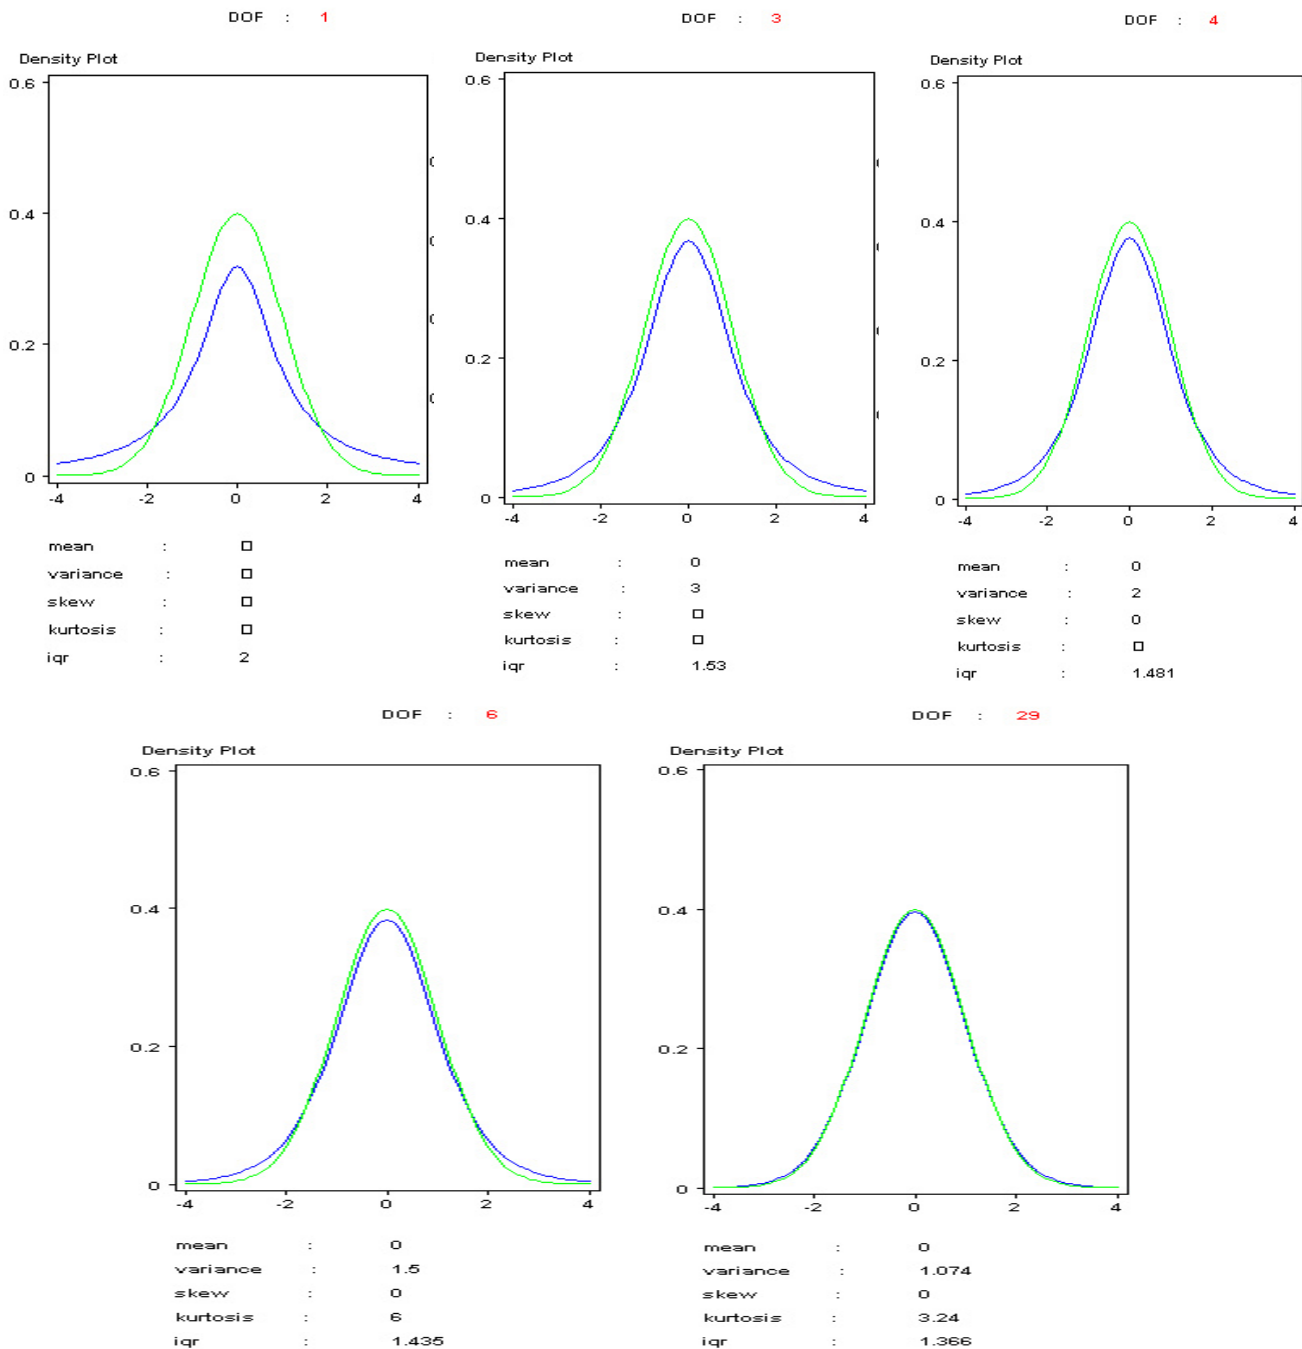 DOF : 1
Density Plot
0.6
0.4
0.2
0
-4 -2 0 2 4
mean : □
variance : □
skew : □
kurtosis : □
iqr : 2
DOF : 3
Density Plot
0.6
0.4
0.2
0
-4 -2 0 2 4
mean : 0
variance : 3
skew : □
kurtosis : □
iqr : 1.53
DOF : 4
Density Plot
0.6
0.4
0.2
0
-4 -2 0 2 4
mean : 0
variance : 2
skew : 0
kurtosis : □
iqr : 1.481
DOF : 6
Density Plot
0.6
0.4
0.2
0
-4 -2 0 2 4
mean : 0
variance : 1.5
skew : 0
kurtosis : 6
iqr : 1.435
DOF : 29
Density Plot
0.6
0.4
0.2
0
-4 -2 0 2 4
mean : 0
variance : 1.074
skew : 0
kurtosis : 3.24
iqr : 1.366